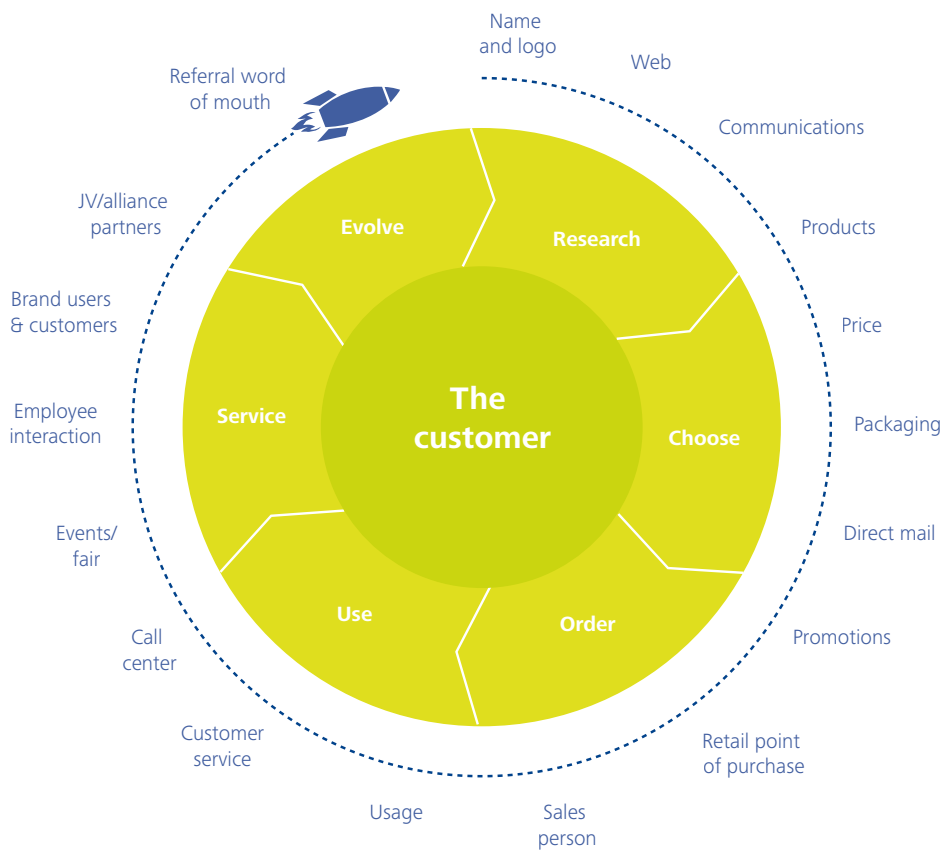 Name
and logo
Web
Communications
Products
Price
Packaging
Direct mail
Promotions
Retail point
of purchase
Sales
person
Usage
Customer
service
Call
center
Events/
fair
Employee
interaction
Brand users
& customers
JV/alliance
partners
Referral word
of mouth
Research
Choose
Order
Use
Service
Evolve
The
customer